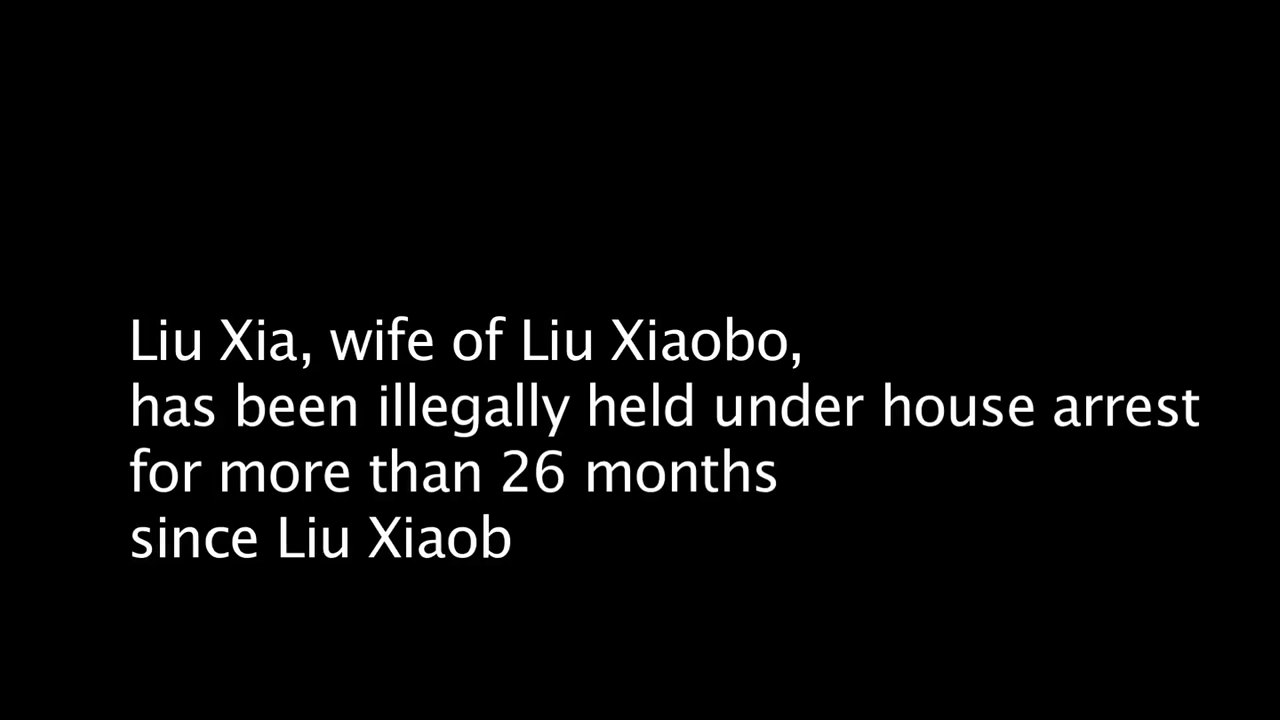 Liu Xia, wife of Liu Xiaobo,
has been illegally held under house arrest
for more than 26 months
since Liu Xiaob